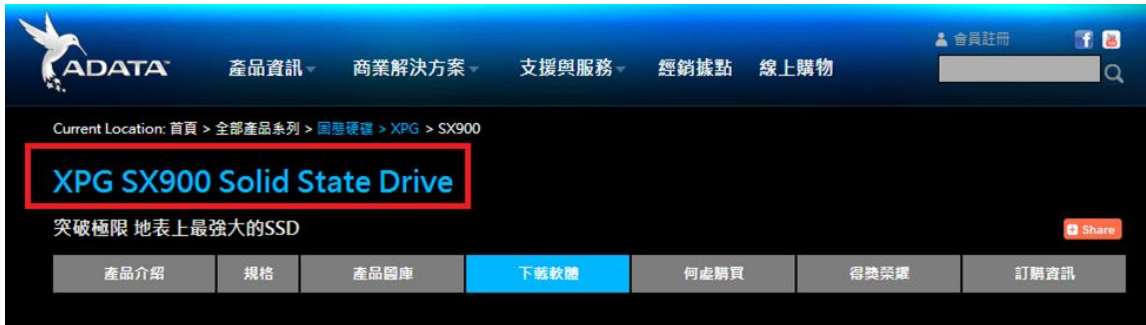 會員註冊
ADATA 產品資訊 商業解決方案 支援與服務 經銷據點 線上購物
Current Location: 首頁 > 全部產品系列 > 固態硬碟 > XPG > SX900
XPG SX900 Solid State Drive
突破極限 地表上最強大的SSD
Share
產品介紹 規格 產品圖庫 下載軟體 何處購買 得獎榮耀 訂購資訊